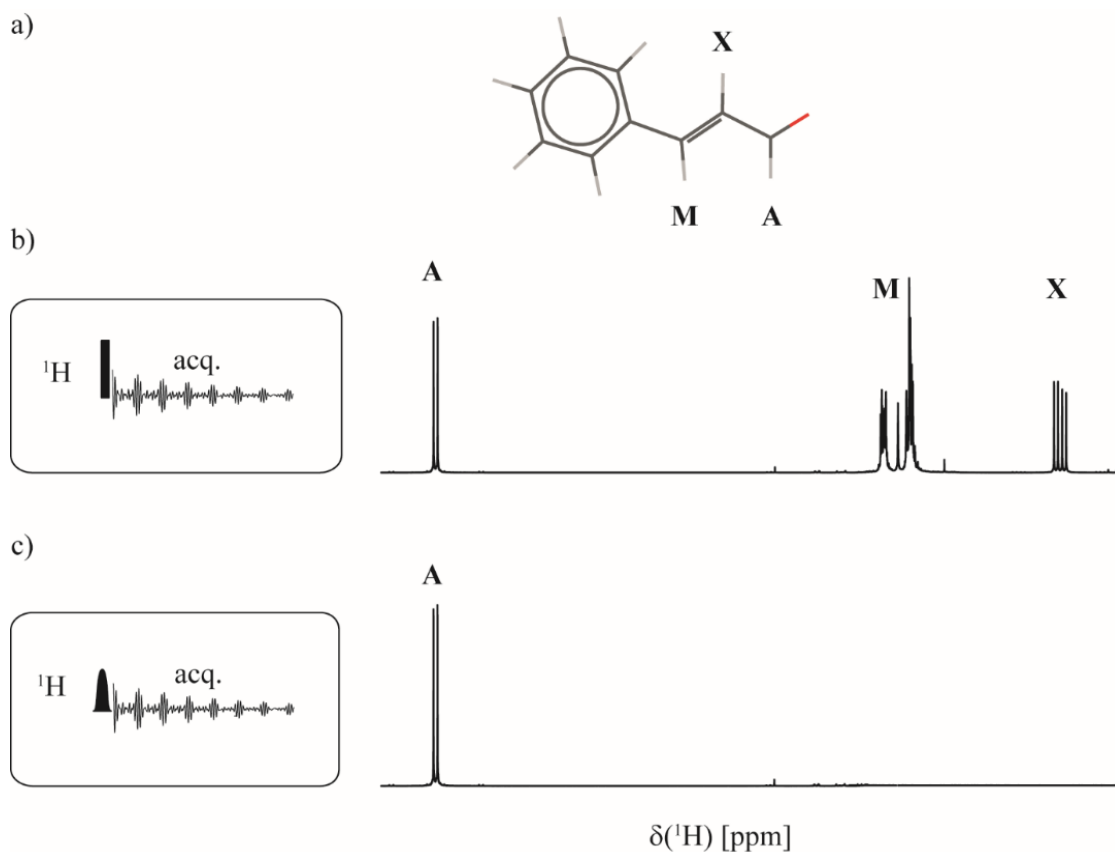 a)
X
M A
b)
A M X
¹H acq.
c)
A
¹H acq.
δ(¹H) [ppm]